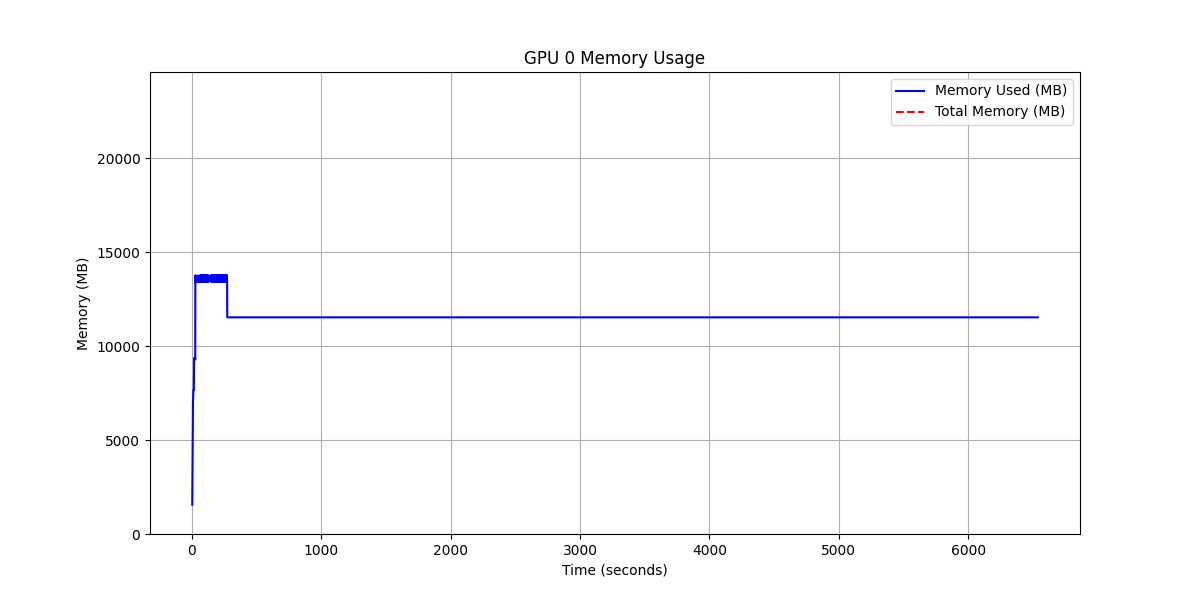 GPU 0 Memory Usage
Memory Used (MB)
Total Memory (MB)
20000
15000
10000
5000
0
Memory (MB)
0 1000 2000 3000 4000 5000 6000
Time (seconds)